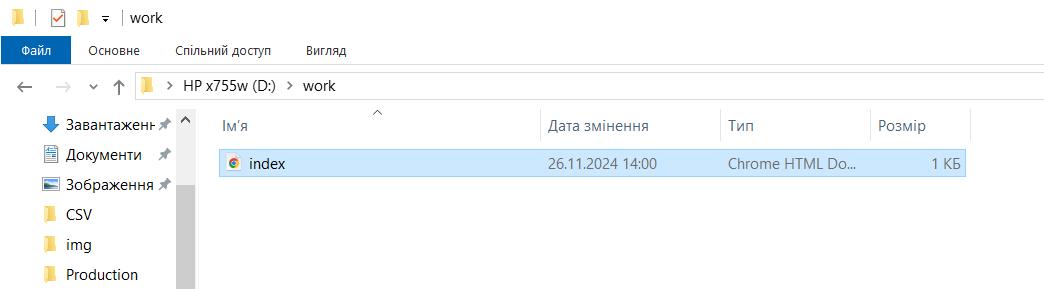 work
Файл Основне Спільний доступ Вигляд
HP x755w (D:) work
Ім’я Дата змінення Тип Розмір
Завантаженн
index 26.11.2024 14:00 Chrome HTML Do... 1 КБ
Документи
Зображення
CSV
img
Production